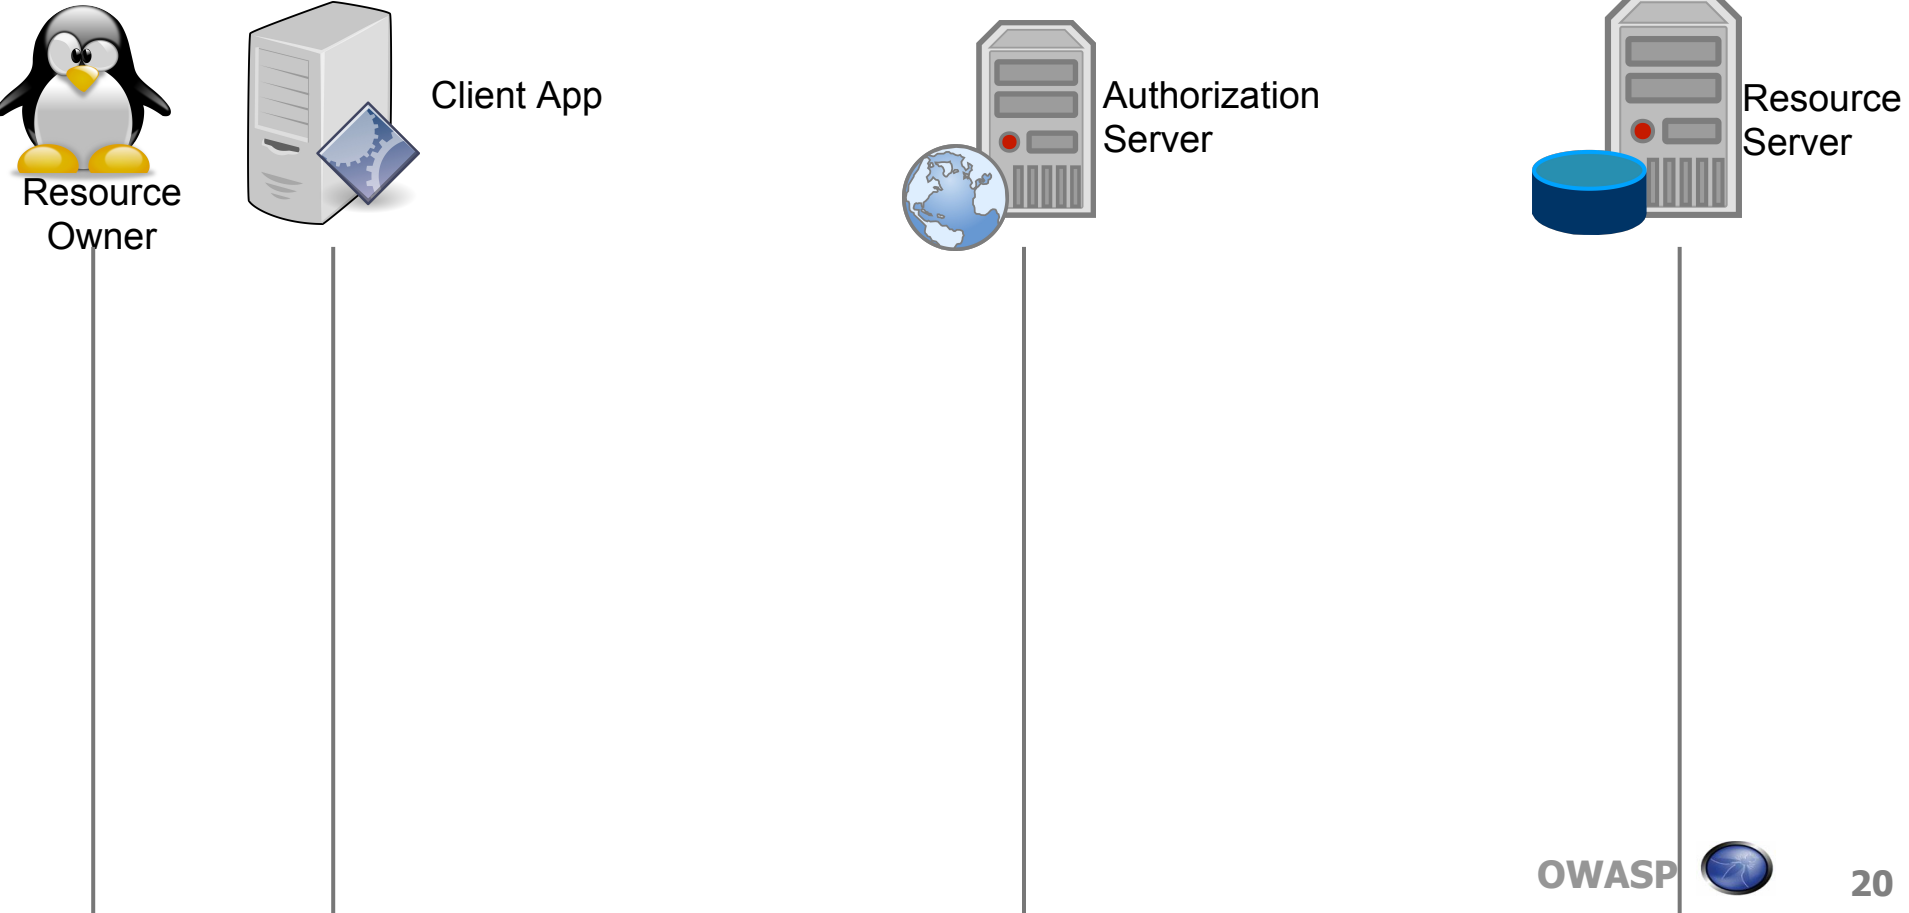 Client App
Authorization
Server
Resource
Server
Resource
Owner
OWASP
20